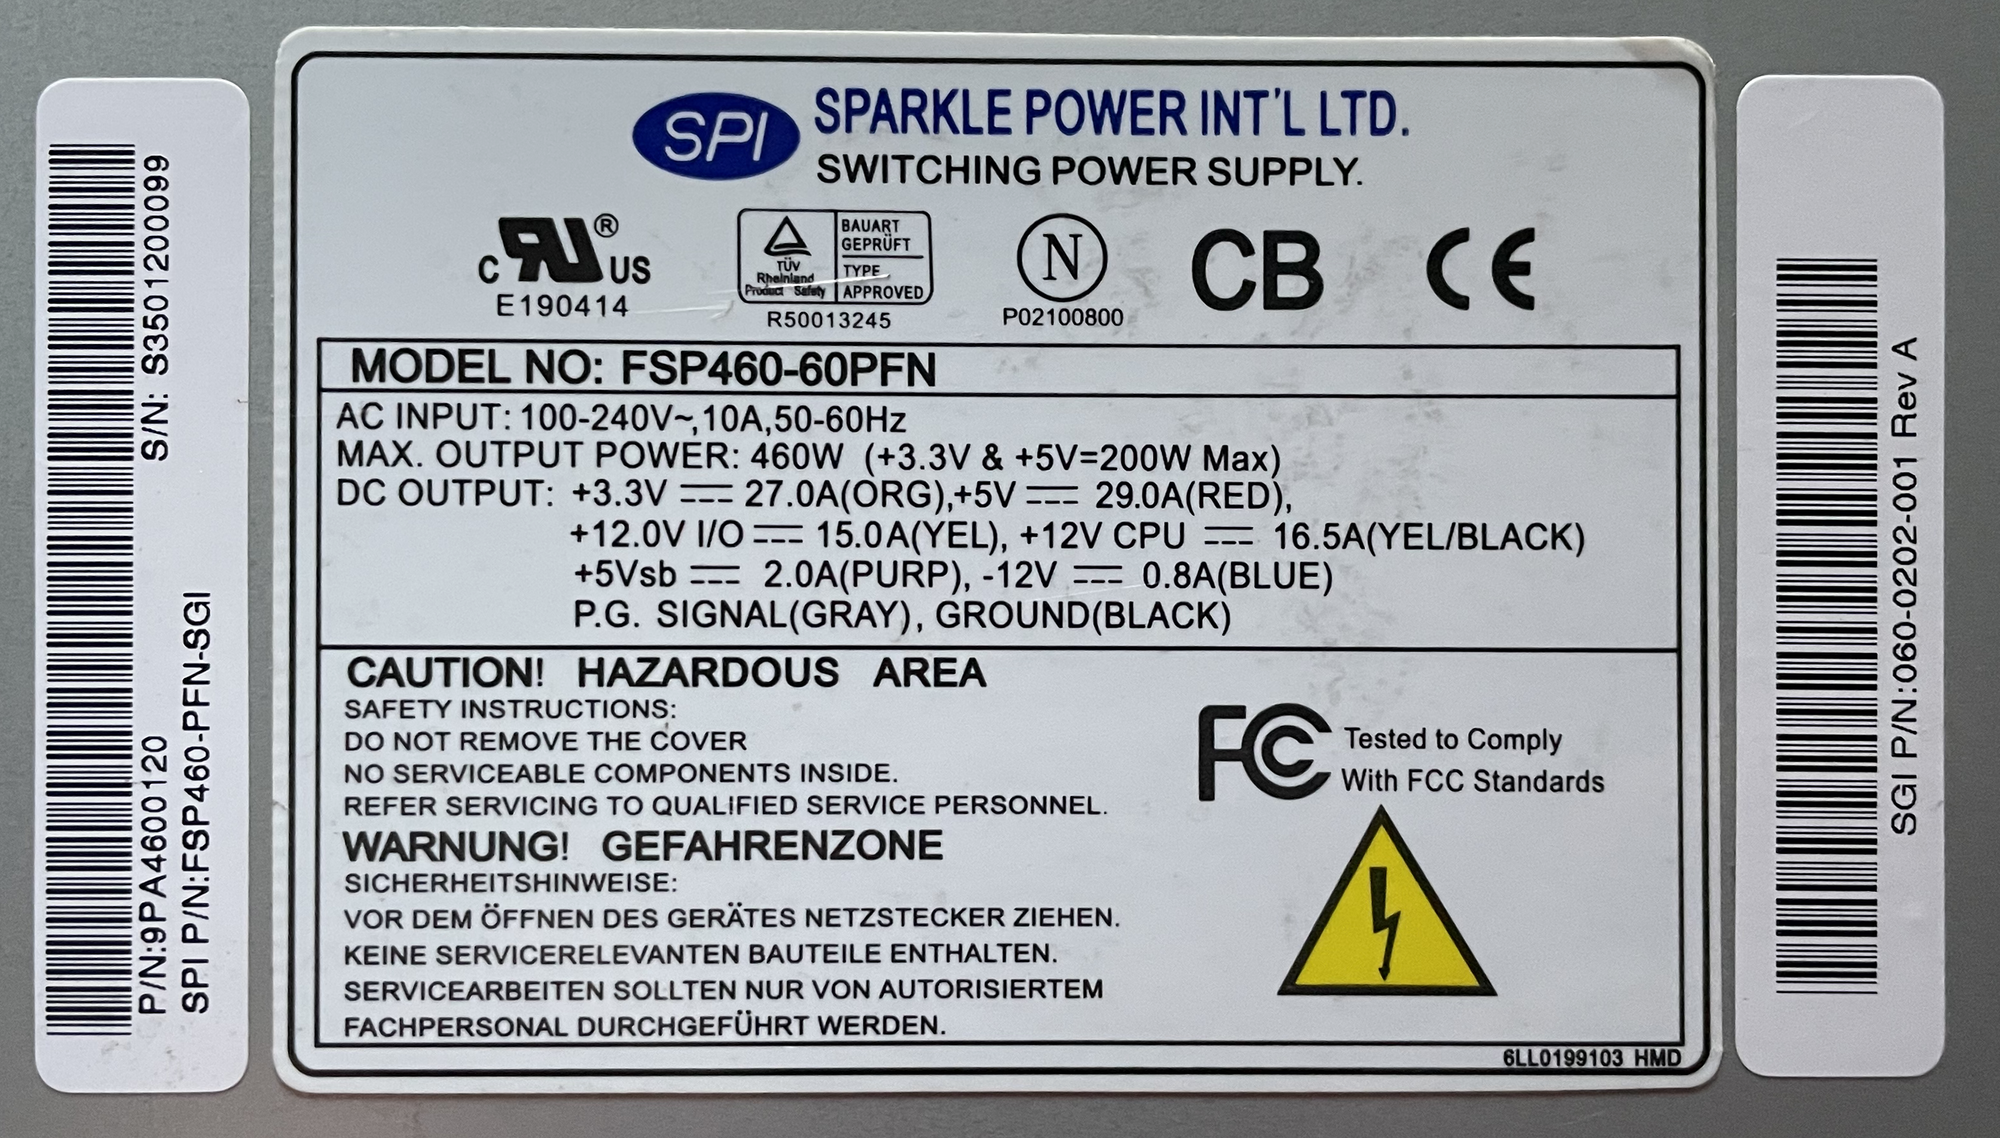 S/N: S3501200099
P/N:9PA4600120
SPI P/N:FSP460-PFN-SGI
SPI SPARKLE POWER INT'L LTD.
SWITCHING POWER SUPPLY.
C RU ® US
E190414
TÜV
Rheinland
Product Safety
BAUART
GEPRÜFT
TYPE
APPROVED
R50013245
N
P02100800
CB CE
MODEL NO: FSP460-60PFN
AC INPUT: 100-240V~,10A,50-60Hz
MAX. OUTPUT POWER: 460W (+3.3V & +5V=200W Max)
DC OUTPUT: +3.3V ⎓ 27.0A(ORG),+5V ⎓ 29.0A(RED),
+12.0V I/O ⎓ 15.0A(YEL), +12V CPU ⎓ 16.5A(YEL/BLACK)
+5Vsb ⎓ 2.0A(PURP), -12V ⎓ 0.8A(BLUE)
P.G. SIGNAL(GRAY), GROUND(BLACK)
CAUTION! HAZARDOUS AREA
SAFETY INSTRUCTIONS:
DO NOT REMOVE THE COVER
NO SERVICEABLE COMPONENTS INSIDE.
REFER SERVICING TO QUALIFIED SERVICE PERSONNEL.
WARNUNG! GEFAHRENZONE
SICHERHEITSHINWEISE:
VOR DEM ÖFFNEN DES GERÄTES NETZSTECKER ZIEHEN.
KEINE SERVICERELEVANTEN BAUTEILE ENTHALTEN.
SERVICEARBEITEN SOLLTEN NUR VON AUTORISIERTEM
FACHPERSONAL DURCHGEFÜHRT WERDEN.
FC Tested to Comply
With FCC Standards
6LL0199103 HMD
SGI P/N:060-0202-001 Rev A